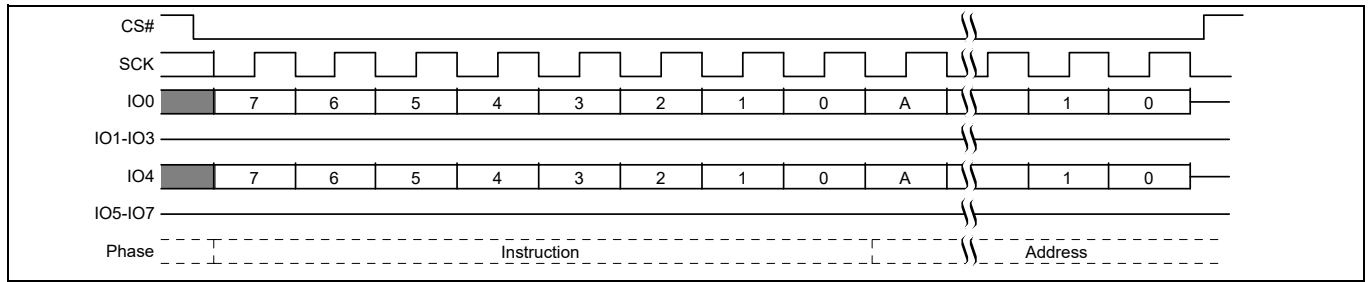 CS#
SCK
IO0 7 6 5 4 3 2 1 0 A 1 0
IO1-IO3
IO4 7 6 5 4 3 2 1 0 A 1 0
IO5-IO7
Phase Instruction Address